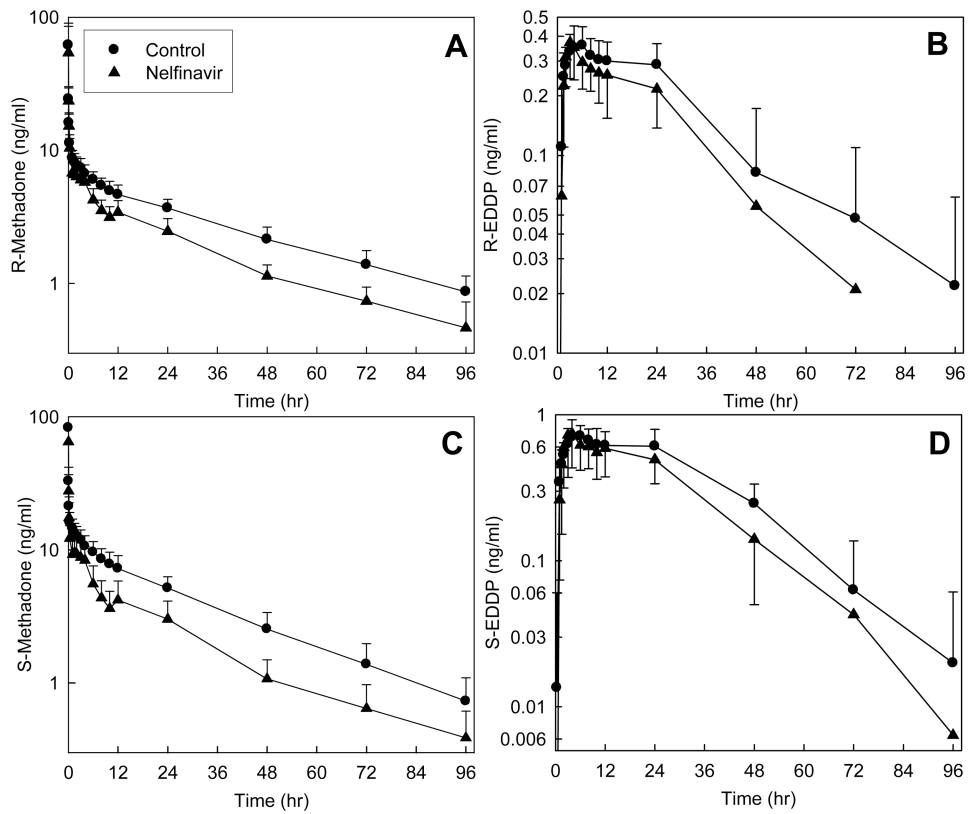 A
Control
Nelfinavir
R-Methadone (ng/ml)
100
10
1
0 12 24 36 48 60 72 84 96
Time (hr)
B
R-EDDP (ng/ml)
0.5
0.4
0.3
0.2
0.1
0.07
0.05
0.04
0.03
0.02
0.01
0 12 24 36 48 60 72 84 96
Time (hr)
C
S-Methadone (ng/ml)
100
10
1
0 12 24 36 48 60 72 84 96
Time (hr)
D
S-EDDP (ng/ml)
1
0.6
0.3
0.1
0.06
0.03
0.01
0.006
0 12 24 36 48 60 72 84 96
Time (hr)